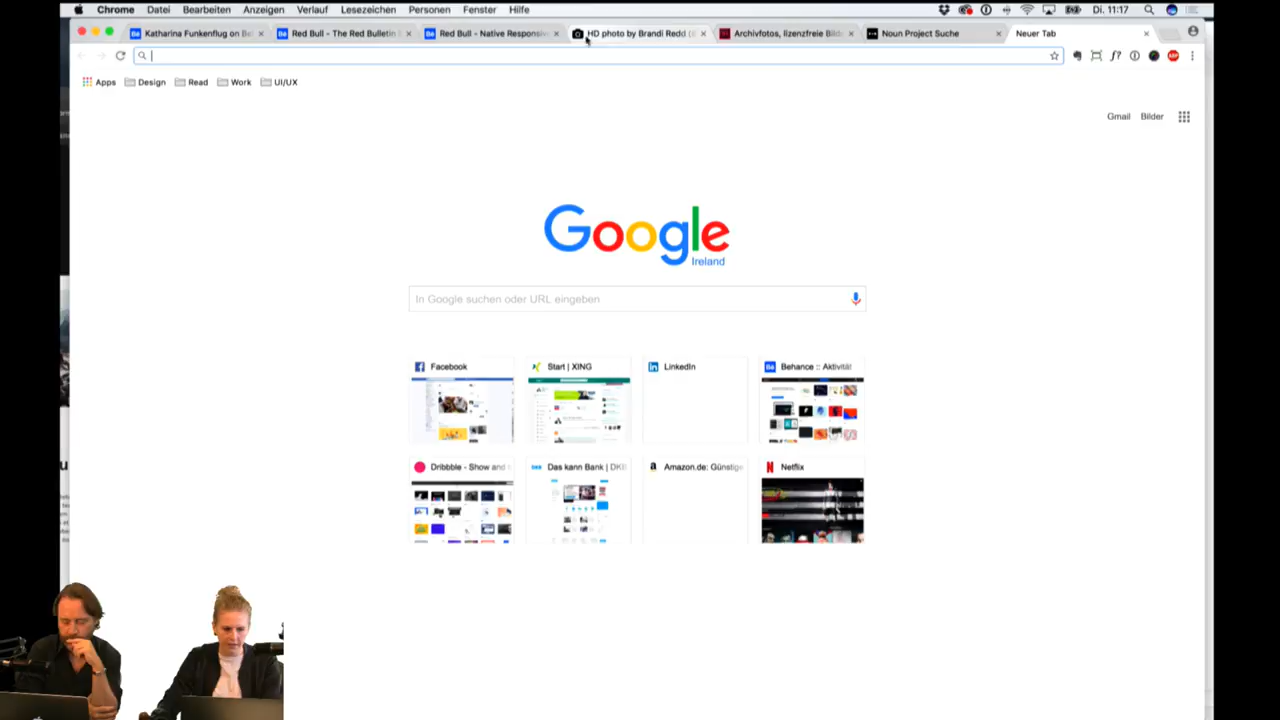 Chrome Datei Bearbeiten Anzeigen Verlauf Lesezeichen Personen Fenster Hilfe Di. 11:17
Katharina Funkenflug on Be Red Bull - The Red Bulletin Red Bull - Native Responsiv HD photo by Brandi Redd ( Archivfotos, lizenzfreie Bilde Noun Project Suche Neuer Tab
f?
ABP
Apps Design Read Work UI/UX
Gmail Bilder
Google
Ireland
In Google suchen oder URL eingeben
Facebook Start | XING LinkedIn Behance :: Aktivität
Dribbble - Show and Das kann Bank | DKB Amazon.de: Günstige Netflix